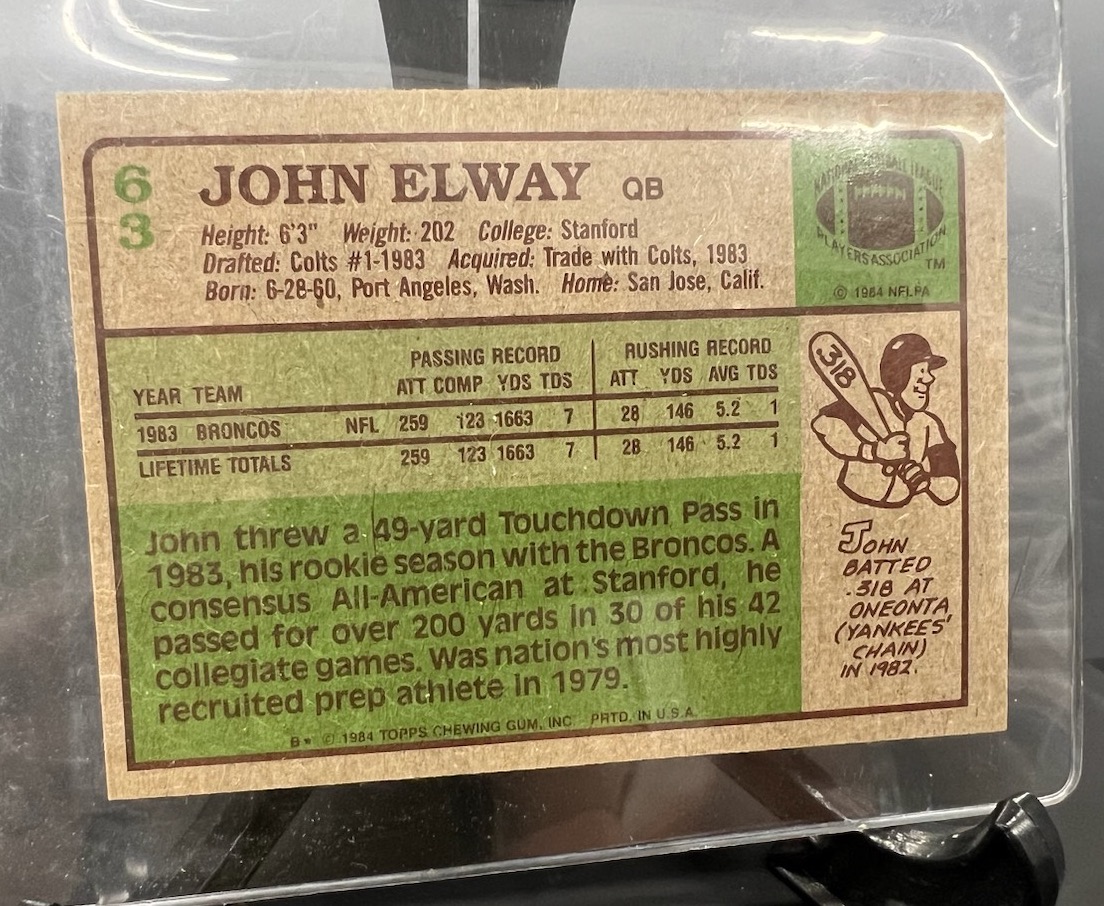 63
JOHN ELWAY QB
Height: 6'3" Weight: 202 College: Stanford
Drafted: Colts #1-1983 Acquired: Trade with Colts, 1983
Born: 6-28-60, Port Angeles, Wash. Home: San Jose, Calif.
NATIONAL FOOTBALL LEAGUE
PLAYERS ASSOCIATION
TM
© 1984 NFLPA
PASSING RECORD RUSHING RECORD
YEAR TEAM ATT COMP YDS TDS ATT YDS AVG TDS
1983 BRONCOS NFL 259 123 1663 7 28 146 5.2 1
LIFETIME TOTALS 259 123 1663 7 28 146 5.2 1
John threw a 49-yard Touchdown Pass in
1983, his rookie season with the Broncos. A
consensus All-American at Stanford, he
passed for over 200 yards in 30 of his 42
collegiate games. Was nation's most highly
recruited prep athlete in 1979.
B* © 1984 TOPPS CHEWING GUM, INC PRTD. IN U.S.A.
.318
JOHN
BATTED
.318 AT
ONEONTA
(YANKEES'
CHAIN)
IN 1982.